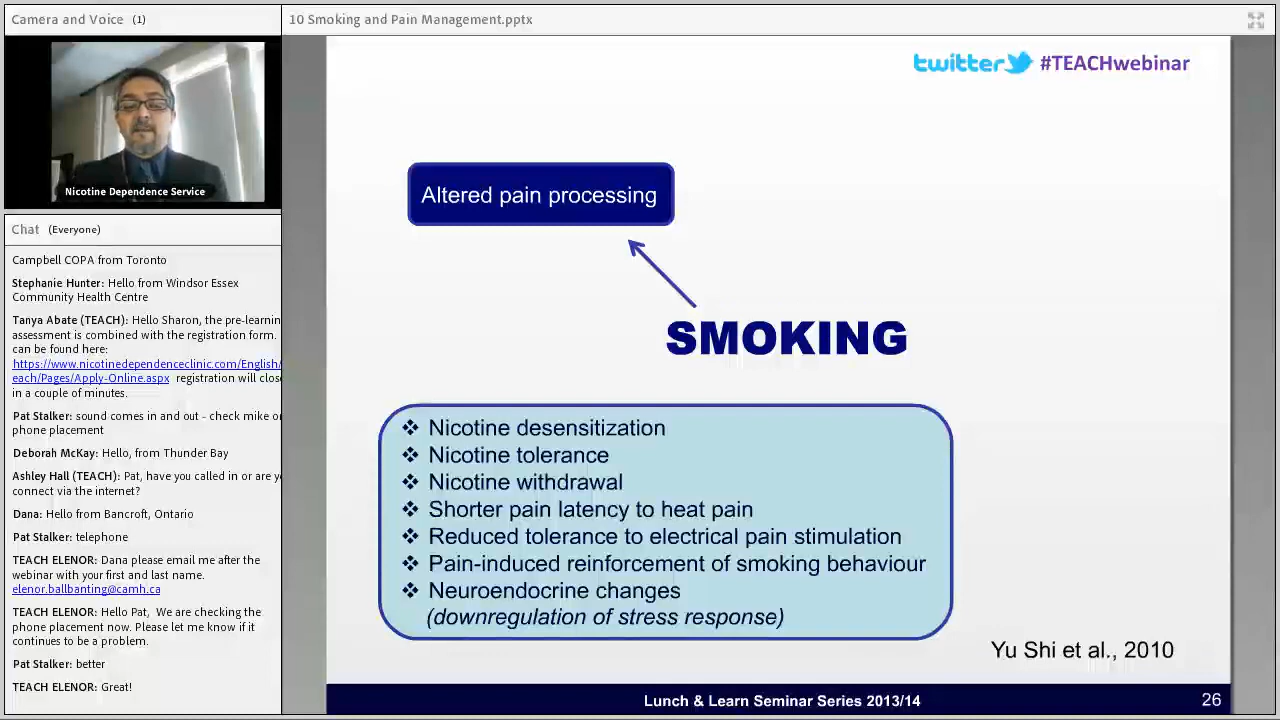 Camera and Voice (1)
10 Smoking and Pain Management.pptx
Nicotine Dependence Service
Chat (Everyone)
Campbell COPA from Toronto
Stephanie Hunter: Hello from Windsor Essex
Community Health Centre
Tanya Abate (TEACH): Hello Sharon, the pre-learnin
assessment is combined with the registration form.
can be found here:
https://www.nicotinedependenceclinic.com/English/
each/Pages/Apply-Online.aspx registration will close
in a couple of minutes.
Pat Stalker: sound comes in and out - check mike or
phone placement
Deborah McKay: Hello, from Thunder Bay
Ashley Hall (TEACH): Pat, have you called in or are y
connect via the internet?
Dana: Hello from Bancroft, Ontario
Pat Stalker: telephone
TEACH ELENOR: Dana please email me after the
webinar with your first and last name.
elenor.ballbanting@camh.ca
TEACH ELENOR: Hello Pat, We are checking the
phone placement now. Please let me know if it
continues to be a problem.
Pat Stalker: better
TEACH ELENOR: Great!
twitter #TEACHwebinar
Altered pain processing
SMOKING
❖ Nicotine desensitization
❖ Nicotine tolerance
❖ Nicotine withdrawal
❖ Shorter pain latency to heat pain
❖ Reduced tolerance to electrical pain stimulation
❖ Pain-induced reinforcement of smoking behaviour
❖ Neuroendocrine changes
(downregulation of stress response)
Yu Shi et al., 2010
Lunch & Learn Seminar Series 2013/14
26